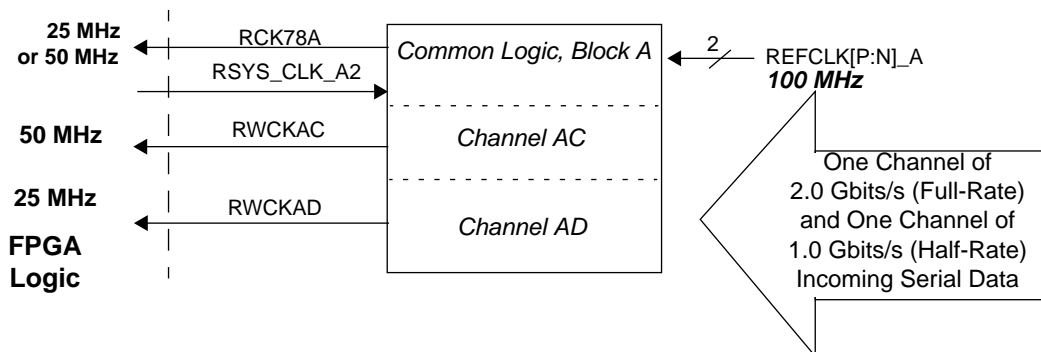 25 MHz
or 50 MHz
RCK78A
RSYS_CLK_A2
Common Logic, Block A
2
REFCLK[P:N]_A
100 MHz
50 MHz
RWCKAC
Channel AC
25 MHz
RWCKAD
Channel AD
FPGA
Logic
One Channel of
2.0 Gbits/s (Full-Rate)
and One Channel of
1.0 Gbits/s (Half-Rate)
Incoming Serial Data